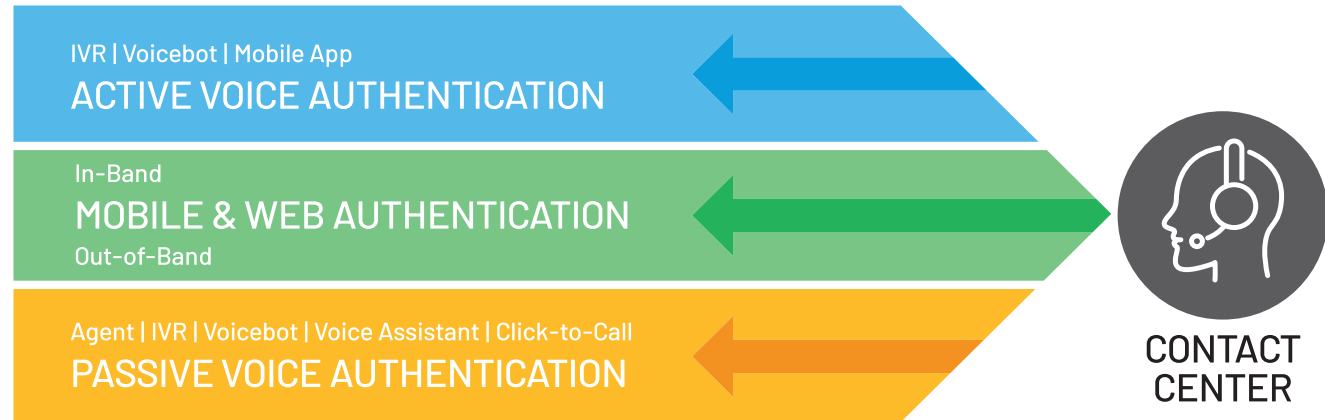 IVR | Voicebot | Mobile App
ACTIVE VOICE AUTHENTICATION
In-Band
MOBILE & WEB AUTHENTICATION
Out-of-Band
Agent | IVR | Voicebot | Voice Assistant | Click-to-Call
PASSIVE VOICE AUTHENTICATION
CONTACT
CENTER